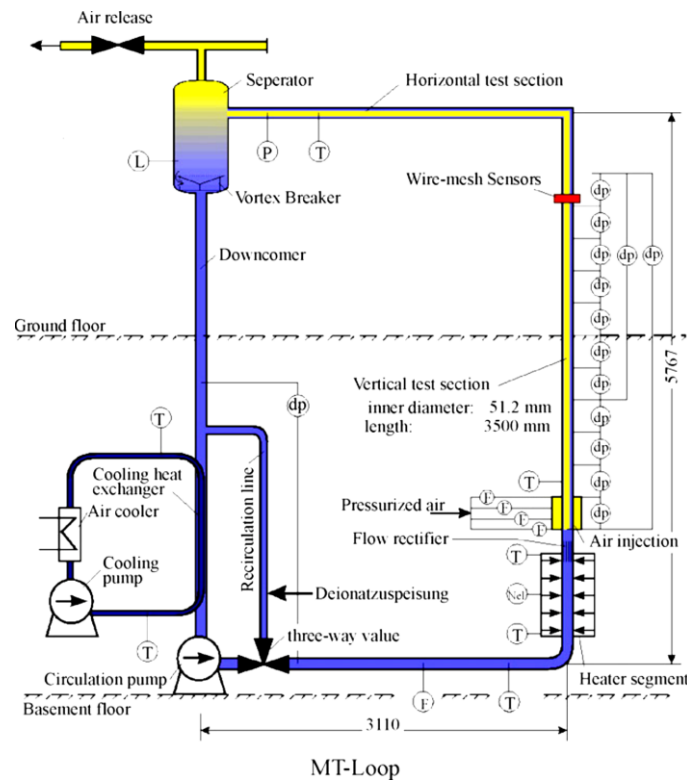 Air release
Seperator
Horizontal test section
L
P
T
Wire-mesh Sensors
Vortex Breaker
dp
dp
dp
dp
dp
Downcomer
dp
dp
Ground floor
dp
dp
5767
Vertical test section
inner diameter: 51.2 mm
length: 3500 mm
dp
dp
T
dp
Cooling heat
exchanger
Air cooler
Recirculation line
T
dp
Pressurized air
F
F
F
F
dp
Flow rectifier
Air injection
Cooling
pump
T
Nel
Deionatzuspeisung
T
T
three-way value
Circulation pump
Heater segment
F
T
Basement floor
3110
MT-Loop